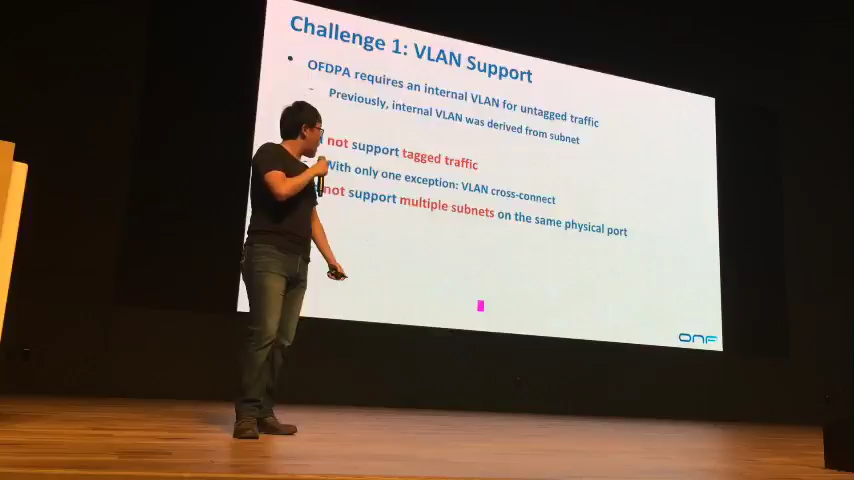 Challenge 1: VLAN Support
• OFDPA requires an internal VLAN for untagged traffic
- Previously, internal VLAN was derived from subnet
not support tagged traffic
With only one exception: VLAN cross-connect
not support multiple subnets on the same physical port
ONF